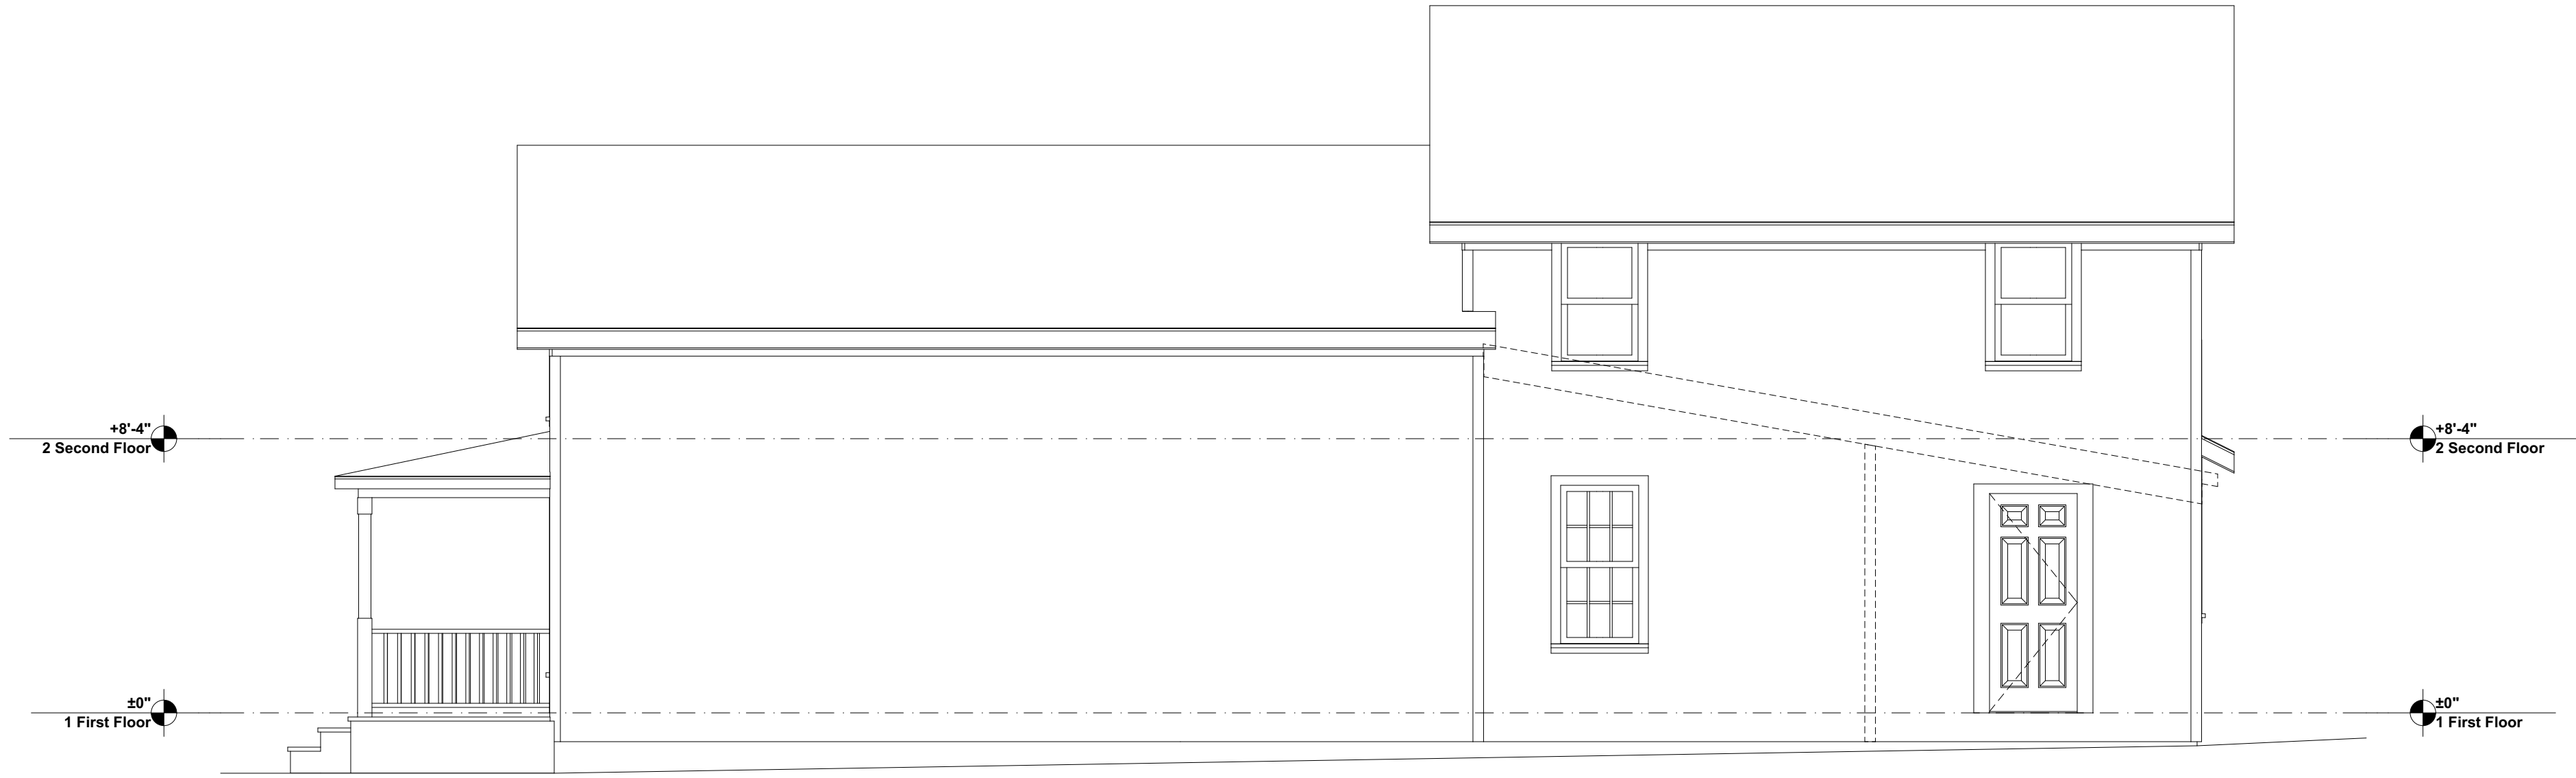 +8'-4"
2 Second Floor
+8'-4"
2 Second Floor
±0"
1 First Floor
±0"
1 First Floor